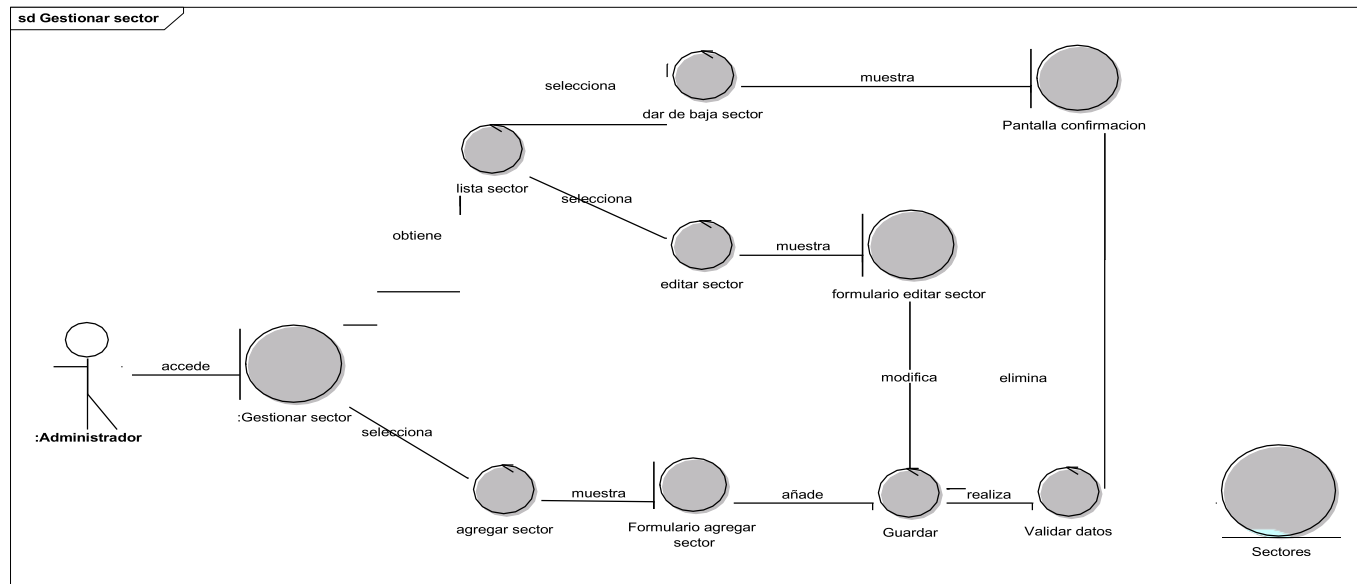 sd Gestionar sector
selecciona
muestra
dar de baja sector
Pantalla confirmacion
lista sector
selecciona
obtiene
muestra
editar sector
formulario editar sector
accede
modifica
elimina
:Gestionar sector
:Administrador
selecciona
muestra
añade
realiza
agregar sector
Formulario agregar
sector
Guardar
Validar datos
Sectores